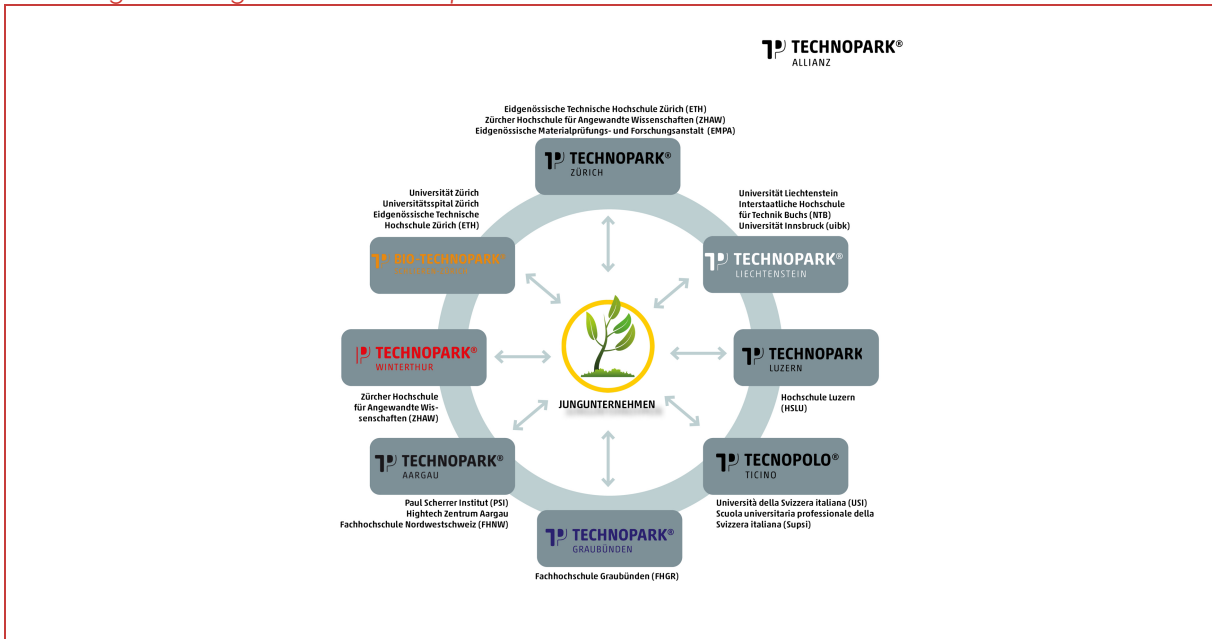 TECHNOPARK®
ALLIANZ
Eidgenössische Technische Hochschule Zürich (ETH)
Zürcher Hochschule für Angewandte Wissenschaften (ZHAW)
Eidgenössische Materialprüfungs- und Forschungsanstalt (EMPA)
TECHNOPARK®
ZÜRICH
Universität Zürich
Universitätsspital Zürich
Eidgenössische Technische
Hochschule Zürich (ETH)
BIO-TECHNOPARK®
Universität Liechtenstein
Interstaatliche Hochschule
für Technik Buchs (NTB)
Universität Innsbruck (uibk)
TECHNOPARK®
LIECHTENSTEIN
TECHNOPARK®
WINTERTHUR
Zürcher Hochschule
für Angewandte Wis-
senschaften (ZHAW)
JUNGUNTERNEHMEN
TECHNOPARK
LUZERN
Hochschule Luzern
(HSLU)
TECHNOPARK®
AARGAU
Paul Scherrer Institut (PSI)
Hightech Zentrum Aargau
Fachhochschule Nordwestschweiz (FHNW)
TECNOPOLO®
TICINO
Università della Svizzera italiana (USI)
Scuola universitaria professionale della
Svizzera italiana (Supsi)
TECHNOPARK®
GRAUBÜNDEN
Fachhochschule Graubünden (FHGR)